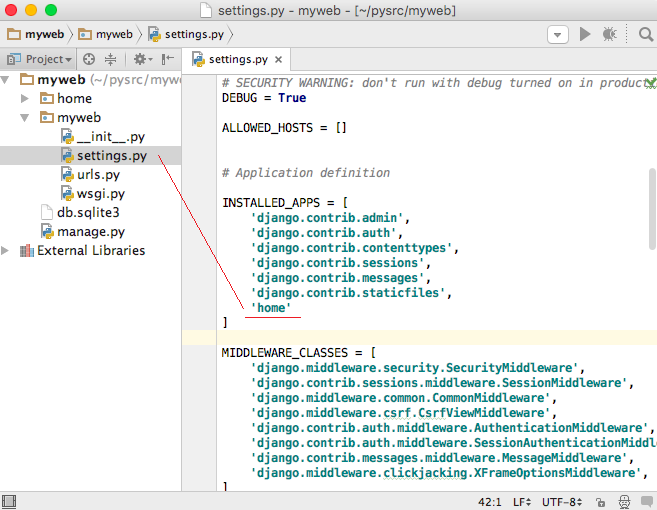 settings.py - myweb - [~/pysrc/myweb]
myweb myweb settings.py
Project settings.py
myweb (~/pysrc/myw
home
myweb
__init__.py
settings.py
urls.py
wsgi.py
db.sqlite3
manage.py
External Libraries
# SECURITY WARNING: don't run with debug turned on in product
DEBUG = True
ALLOWED_HOSTS = []
# Application definition
INSTALLED_APPS = [
'django.contrib.admin',
'django.contrib.auth',
'django.contrib.contenttypes',
'django.contrib.sessions',
'django.contrib.messages',
'django.contrib.staticfiles',
'home'
]
MIDDLEWARE_CLASSES = [
'django.middleware.security.SecurityMiddleware',
'django.contrib.sessions.middleware.SessionMiddleware',
'django.middleware.common.CommonMiddleware',
'django.middleware.csrf.CsrfViewMiddleware',
'django.contrib.auth.middleware.AuthenticationMiddleware',
'django.contrib.auth.middleware.SessionAuthenticationMiddl
'django.contrib.messages.middleware.MessageMiddleware',
'django.middleware.clickjacking.XFrameOptionsMiddleware',
]
42:1 LF UTF-8